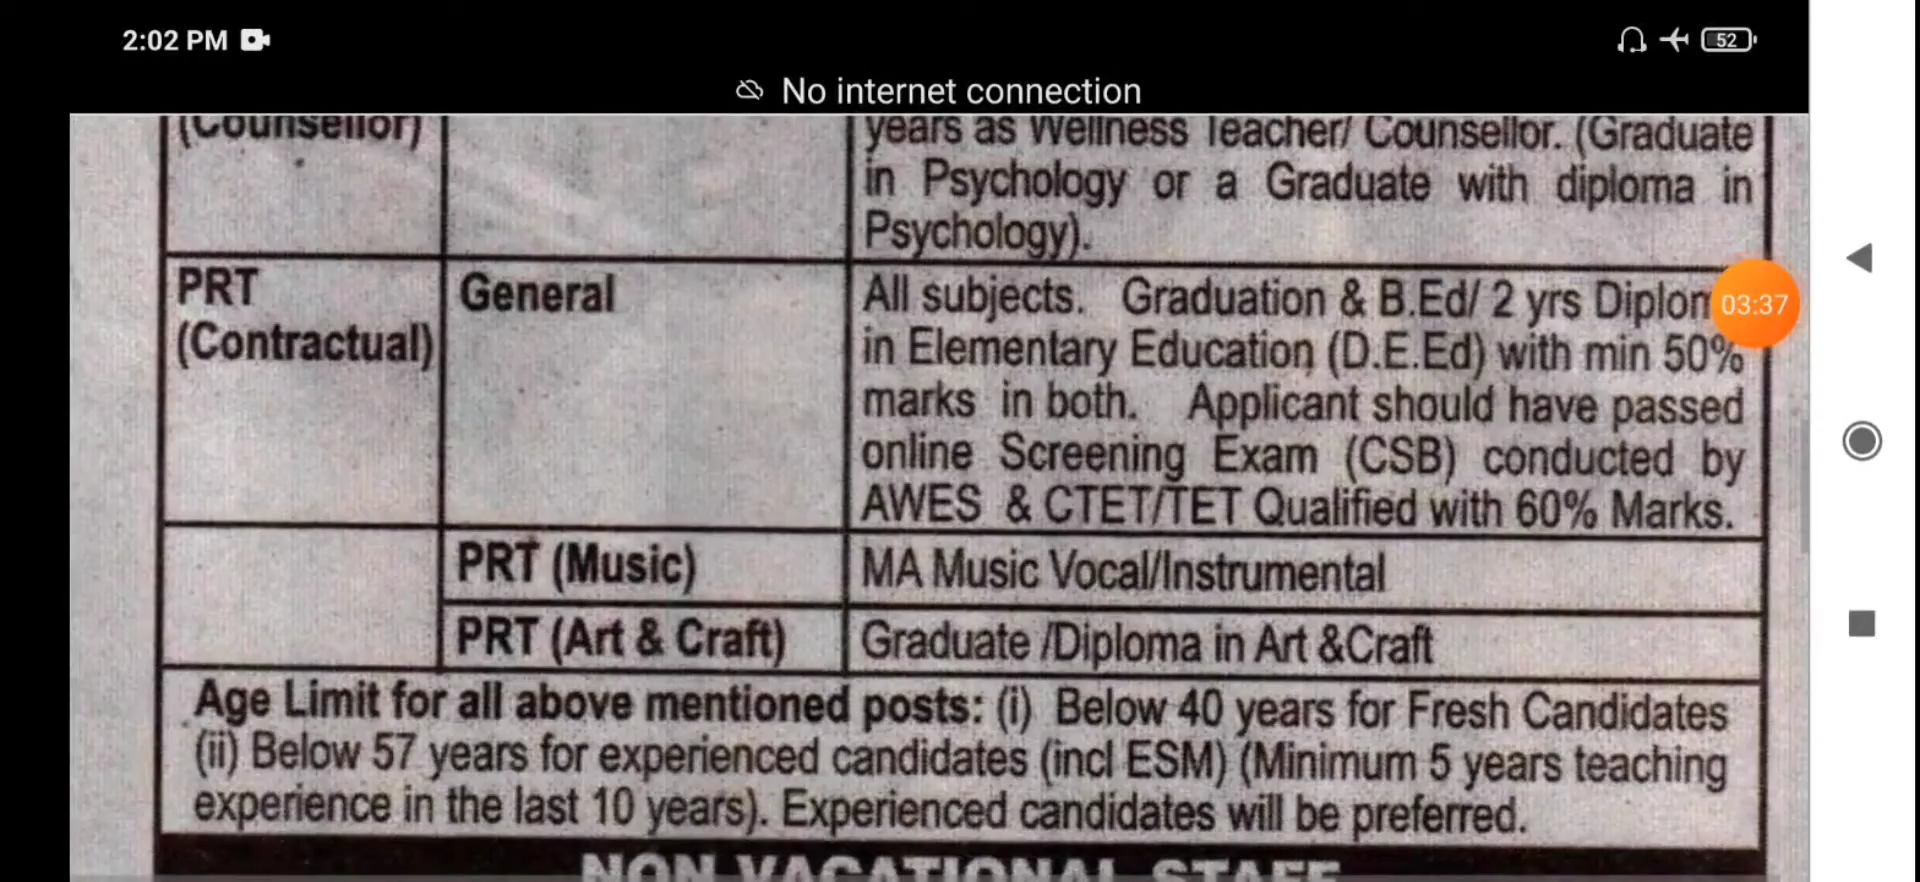 2:02 PM
52
No internet connection
(Counsellor)
years as Wellness Teacher/ Counsellor. (Graduate
in Psychology or a Graduate with diploma in
Psychology).
PRT
(Contractual)
General
All subjects. Graduation & B.Ed/ 2 yrs
in Elementary Education (D.E.Ed) with min 50%
marks in both. Applicant should have passed
online Screening Exam (CSB) conducted by
AWES & CTET/TET Qualified with 60% Marks.
03:37
PRT (Music)
MA Music Vocal/Instrumental
PRT (Art & Craft)
Graduate /Diploma in Art &Craft
Age Limit for all above mentioned posts: (i) Below 40 years for Fresh Candidates
(ii) Below 57 years for experienced candidates (incl ESM) (Minimum 5 years teaching
experience in the last 10 years). Experienced candidates will be preferred.
NON VACATIONAL STAFF